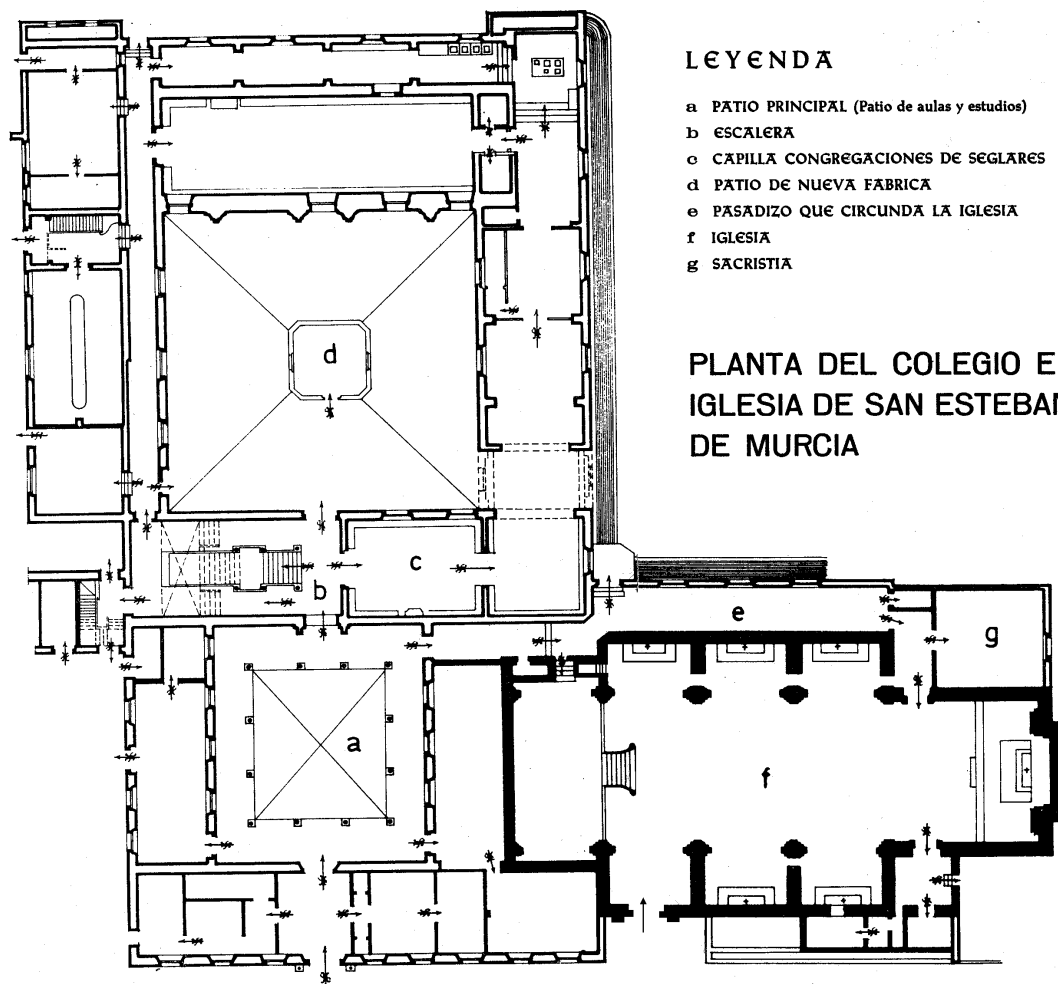 LEYENDA
a PATIO PRINCIPAL (Patio de aulas y estudios)
b ESCALERA
c CAPILLA CONGREGACIONES DE SEGLARES
d PATIO DE NUEVA FABRICA
e PASADIZO QUE CIRCUNDA LA IGLESIA
f IGLESIA
g SACRISTIA
PLANTA DEL COLEGIO E
IGLESIA DE SAN ESTEBAN
DE MURCIA
d
c
b
e
g
a
f